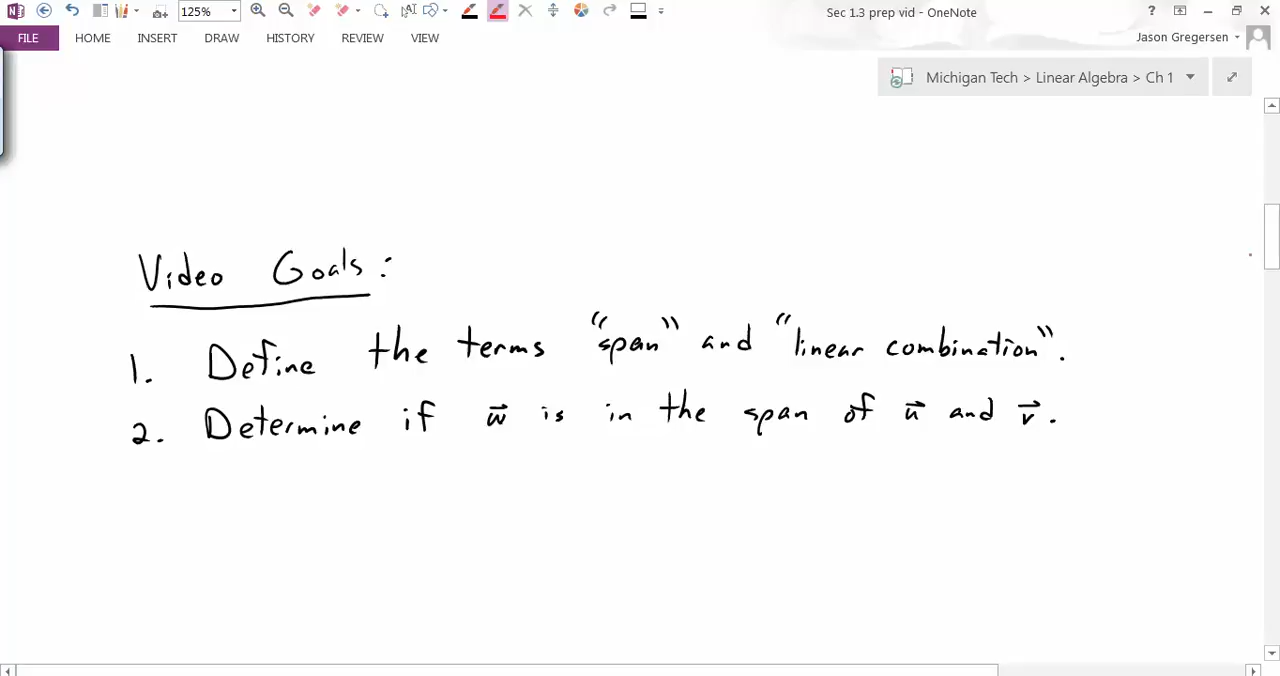 125%
Sec 1.3 prep vid - OneNote
?
FILE HOME INSERT DRAW HISTORY REVIEW VIEW
Jason Gregersen
Michigan Tech > Linear Algebra > Ch 1
Video Goals:
1. Define the terms "span" and "linear combination".
2. Determine if w⃗ is in the span of u⃗ and v⃗.